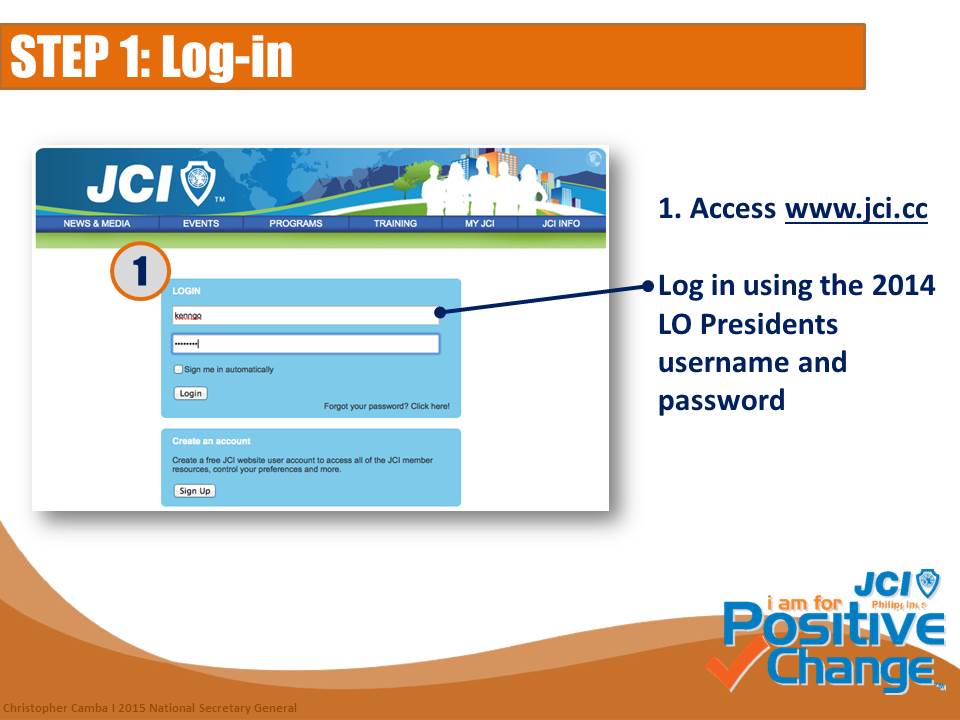 STEP 1: Log-in
JCI
TM
NEWS & MEDIA EVENTS PROGRAMS TRAINING MY JCI JCI INFO
1
LOGIN
kenngo
••••••••
Sign me in automatically
Login
Forgot your password? Click here!
Create an account
Create a free JCI website user account to access all of the JCI member
resources, control your preferences and more.
Sign Up
1. Access www.jci.cc
Log in using the 2014
LO Presidents
username and
password
JCI
Philippines
i am for
Positive
Change
Christopher Camba I 2015 National Secretary General